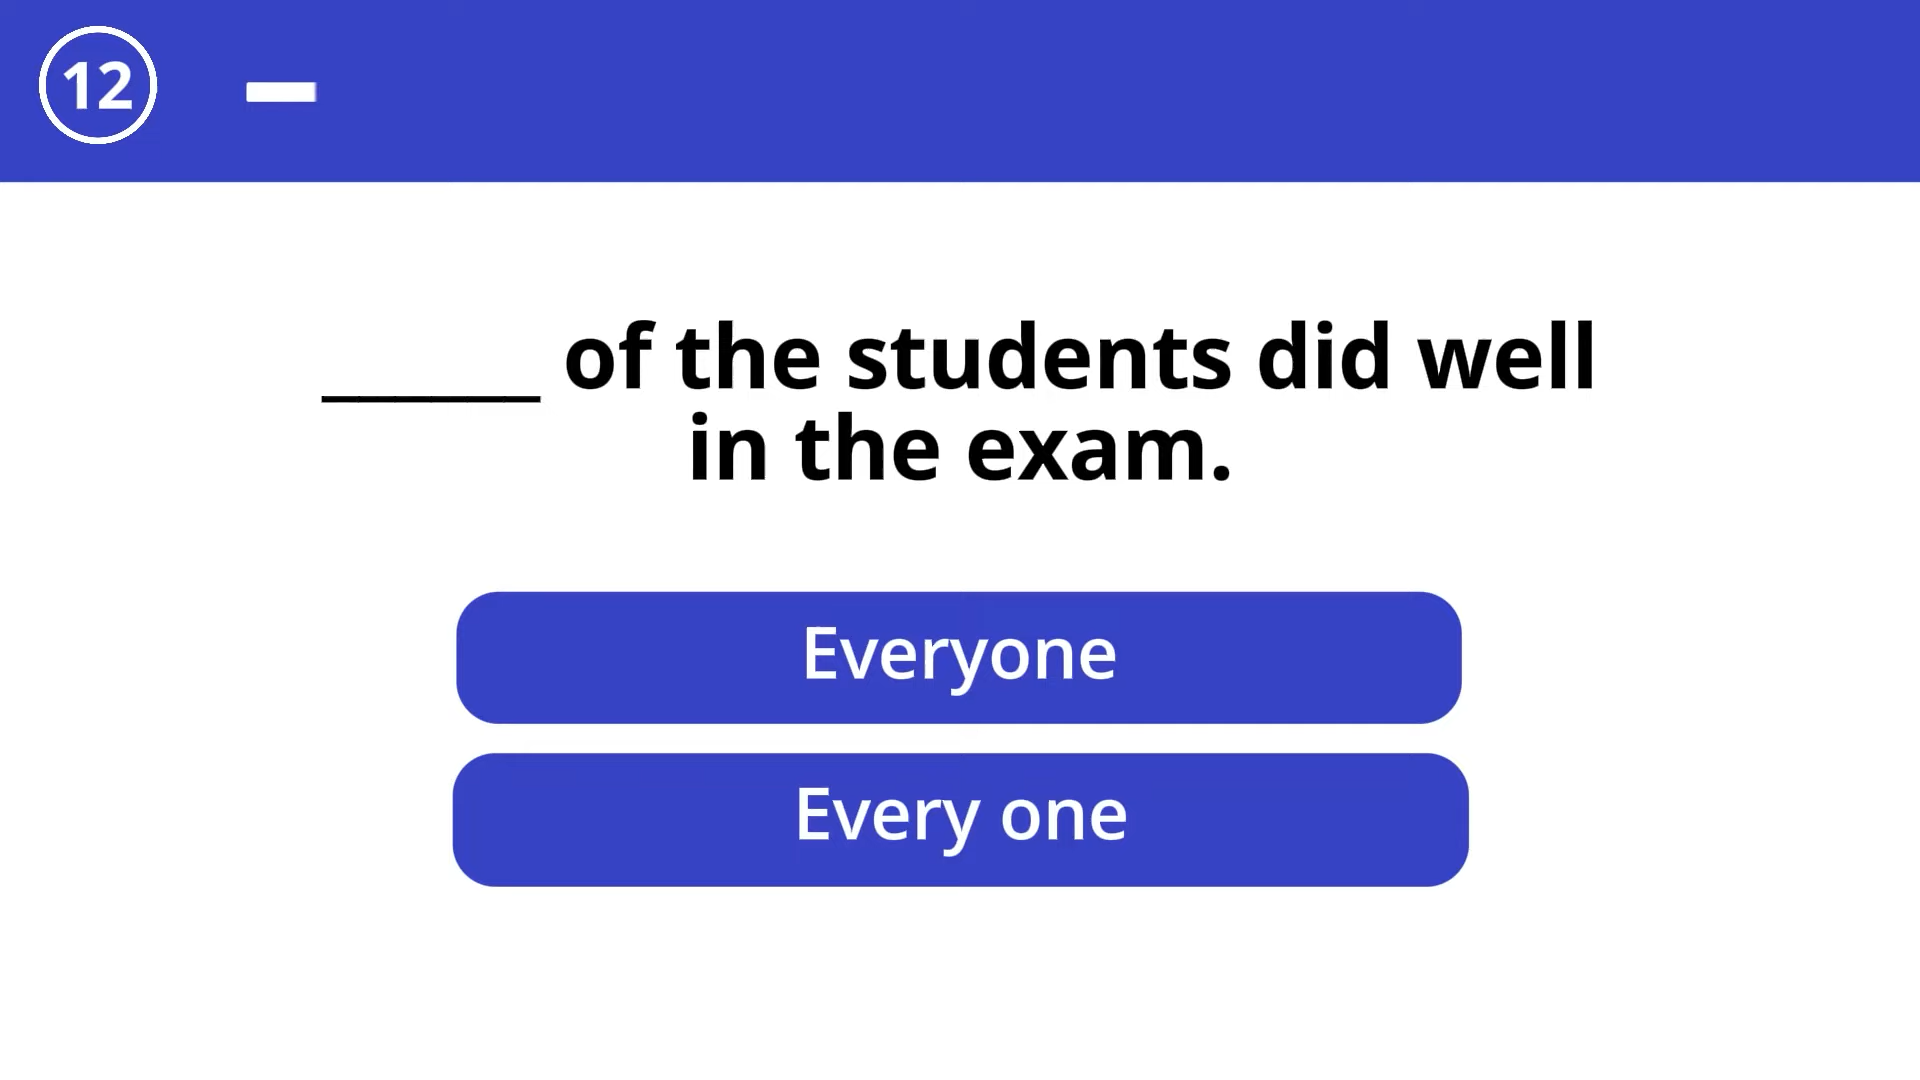 12
______ of the students did well
in the exam.
Everyone
Every one